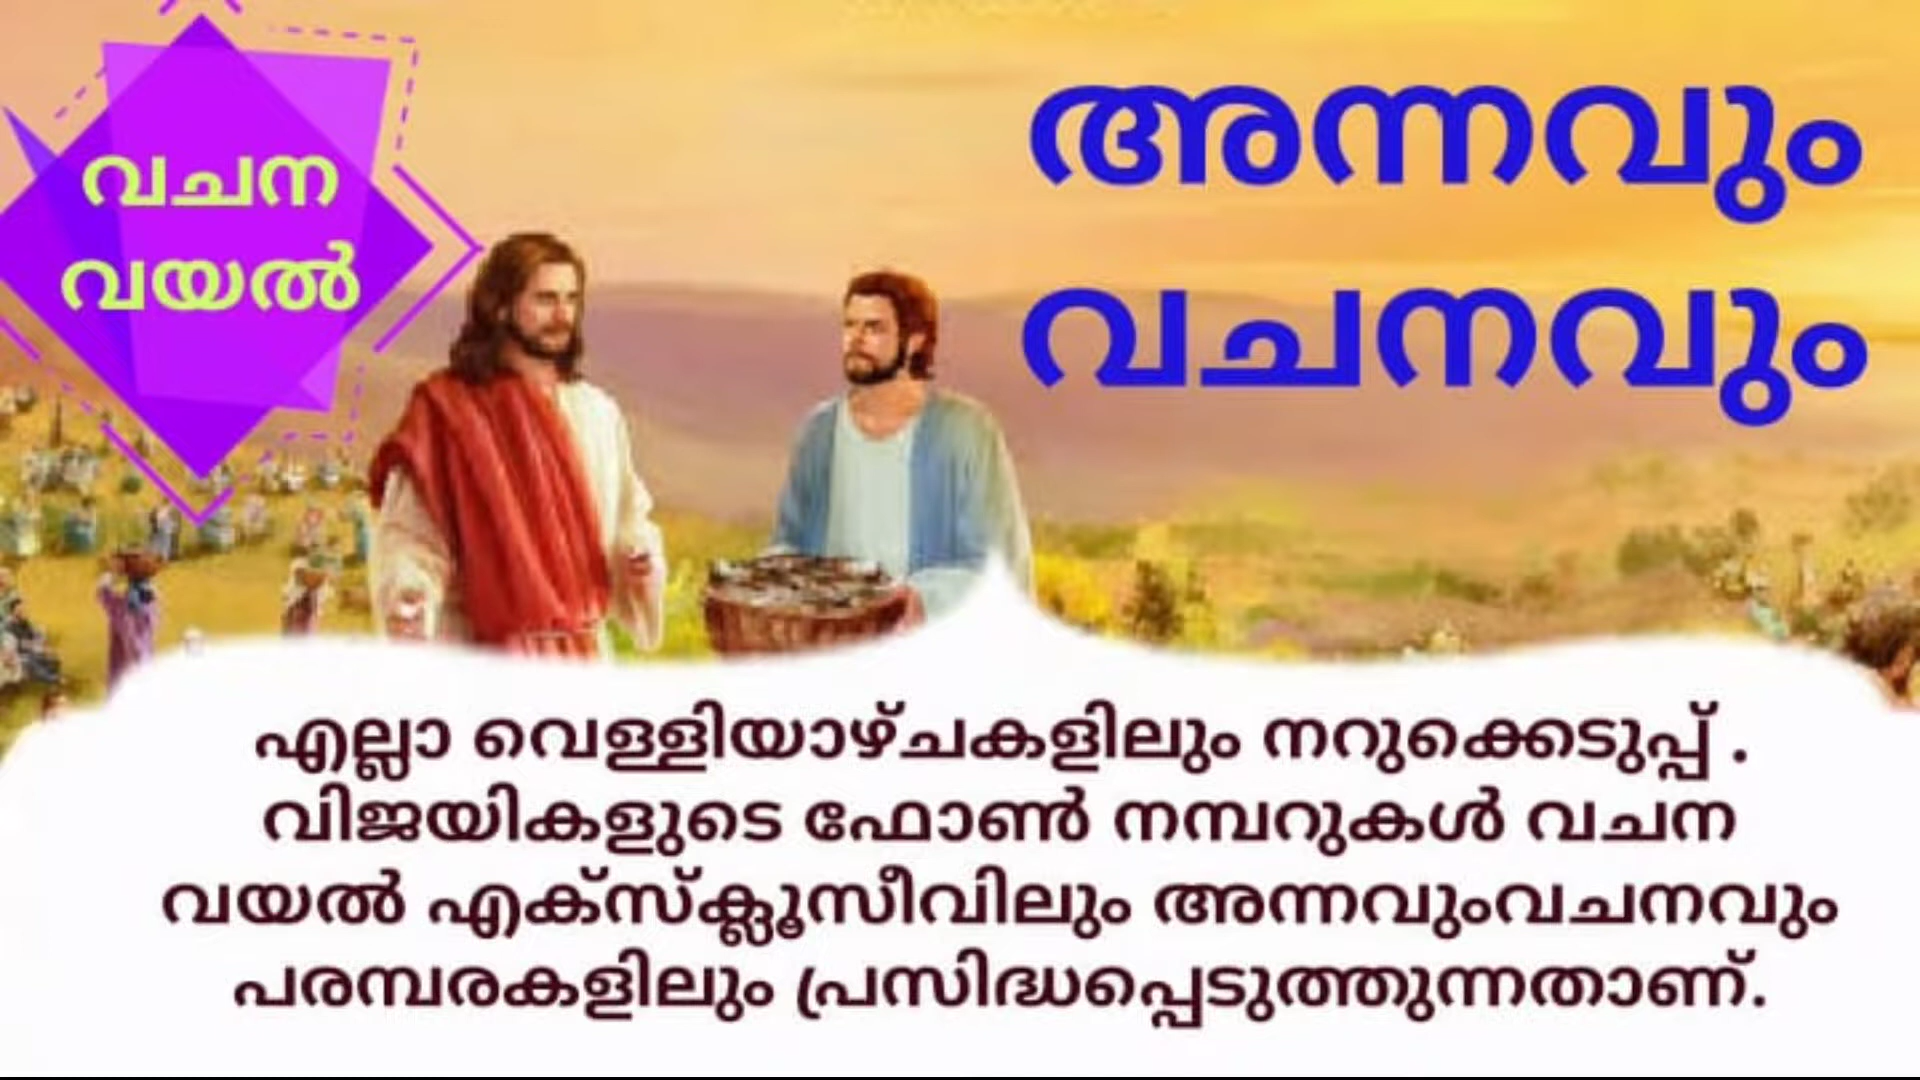 വചന
വയൽ
അന്നവും
വചനവും
എല്ലാ വെള്ളിയാഴ്ചകളിലും നറുക്കെടുപ്പ് .
വിജയികളുടെ ഫോൺ നമ്പറുകൾ വചന
വയൽ എക്സ്ക്ലൂസീവിലും അന്നവുംവചനവും
പരമ്പരകളിലും പ്രസിദ്ധപ്പെടുത്തുന്നതാണ്.